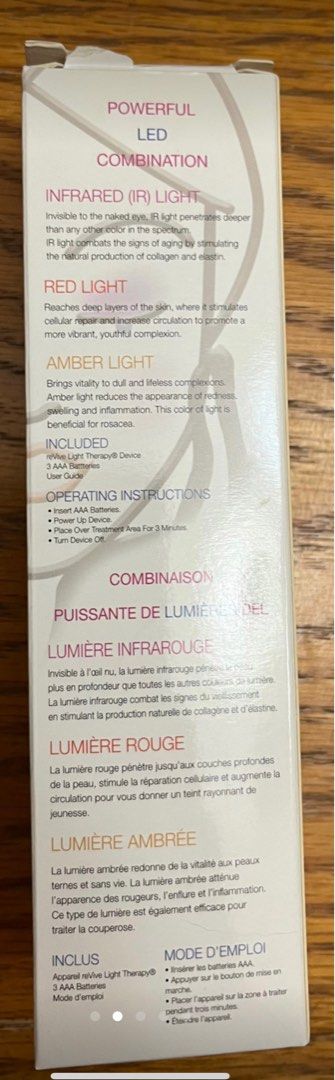 POWERFUL
LED
COMBINATION
INFRARED (IR) LIGHT
Invisible to the naked eye, IR light penetrates deeper
than any other color in the spectrum.
IR light combats the signs of aging by stimulating
the natural production of collagen and elastin.
RED LIGHT
Reaches deep layers of the skin, where it stimulates
cellular repair and increase circulation to promote a
more vibrant, youthful complexion.
AMBER LIGHT
Brings vitality to dull and lifeless complexions.
Amber light reduces the appearance of redness,
swelling and inflammation. This color of light is
beneficial for rosacea.
INCLUDED
reVive Light Therapy® Device
3 AAA Battteries
User Guide
OPERATING INSTRUCTIONS
• Insert AAA Batteries.
• Power Up Device.
• Place Over Treatment Area For 3 Minutes.
• Turn Device Off.
COMBINAISON
PUISSANTE DE LUMIÈRES DEL
LUMIÈRE INFRAROUGE
Invisible à l'œil nu, la lumière infrarouge pénètre la peau
plus en profondeur que toutes les autres couleurs de lumière.
La lumière infrarouge combat les signes du vieillissement
en stimulant la production naturelle de collagène et d'élastine.
LUMIÈRE ROUGE
La lumière rouge pénètre jusqu'aux couches profondes
de la peau, stimule la réparation cellulaire et augmente la
circulation pour vous donner un teint rayonnant de
jeunesse.
LUMIÈRE AMBRÉE
La lumière ambrée redonne de la vitalité aux peaux
ternes et sans vie. La lumière ambrée atténue
l'apparence des rougeurs, l'enflure et l'inflammation.
Ce type de lumière est également efficace pour
traiter la couperose.
INCLUS
Appareil reVive Light Therapy®
3 AAA Batteries
Mode d'emploi
MODE D'EMPLOI
• Insérer les batteries AAA.
• Appuyer sur le bouton de mise en
marche.
• Placer l'appareil sur la zone à traiter
pendant trois minutes.
• Éteindre l'appareil.